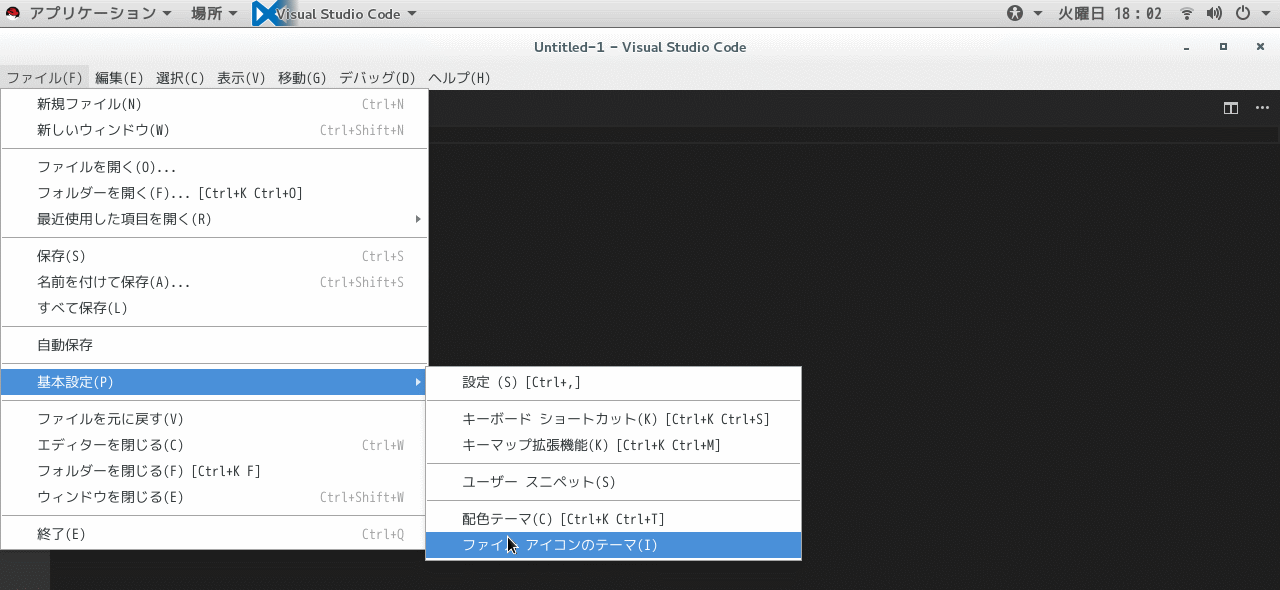 アプリケーション 場所 Visual Studio Code 火曜日 18：02
Untitled-1 - Visual Studio Code
ファイル(F) 編集(E) 選択(C) 表示(V) 移動(G) デバッグ(D) ヘルプ(H)
新規ファイル(N) Ctrl+N
新しいウィンドウ(W) Ctrl+Shift+N
ファイルを開く(O)...
フォルダーを開く(F)... [Ctrl+K Ctrl+O]
最近使用した項目を開く(R)
保存(S) Ctrl+S
名前を付けて保存(A)... Ctrl+Shift+S
すべて保存(L)
自動保存
基本設定(P)
設定 (S) [Ctrl+,]
ファイルを元に戻す(V)
キーボード ショートカット(K) [Ctrl+K Ctrl+S]
エディターを閉じる(C) Ctrl+W
キーマップ拡張機能(K) [Ctrl+K Ctrl+M]
フォルダーを閉じる(F) [Ctrl+K F]
ユーザー スニペット(S)
ウィンドウを閉じる(E) Ctrl+Shift+W
配色テーマ(C) [Ctrl+K Ctrl+T]
終了(E) Ctrl+Q
ファイル アイコンのテーマ(I)